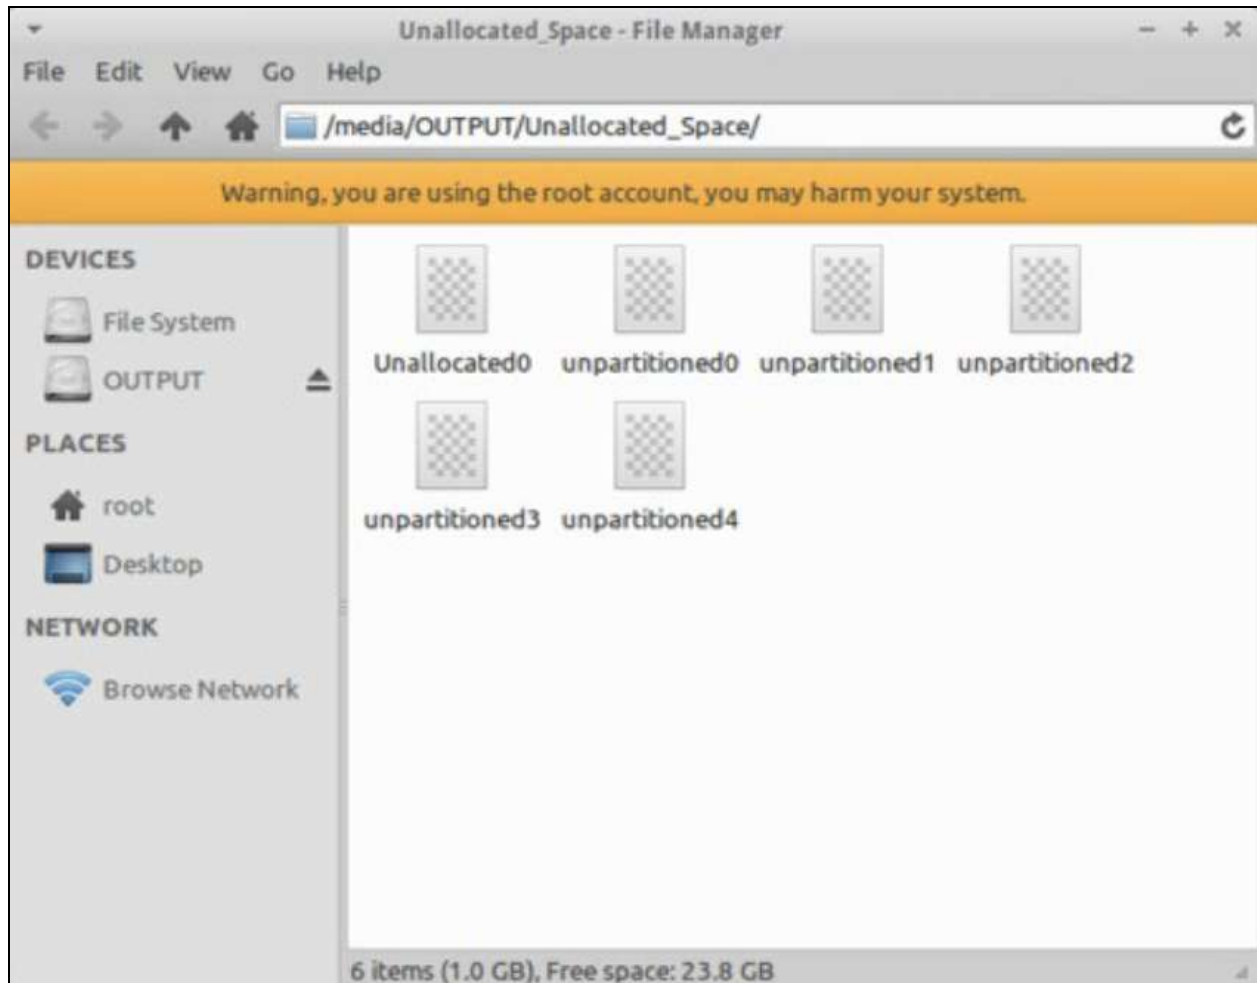 Unallocated_Space - File Manager
File Edit View Go Help
/media/OUTPUT/Unallocated_Space/
Warning, you are using the root account, you may harm your system.
DEVICES
File System
OUTPUT
PLACES
root
Desktop
NETWORK
Browse Network
Unallocated0 unpartitioned0 unpartitioned1 unpartitioned2
unpartitioned3 unpartitioned4
6 items (1.0 GB), Free space: 23.8 GB